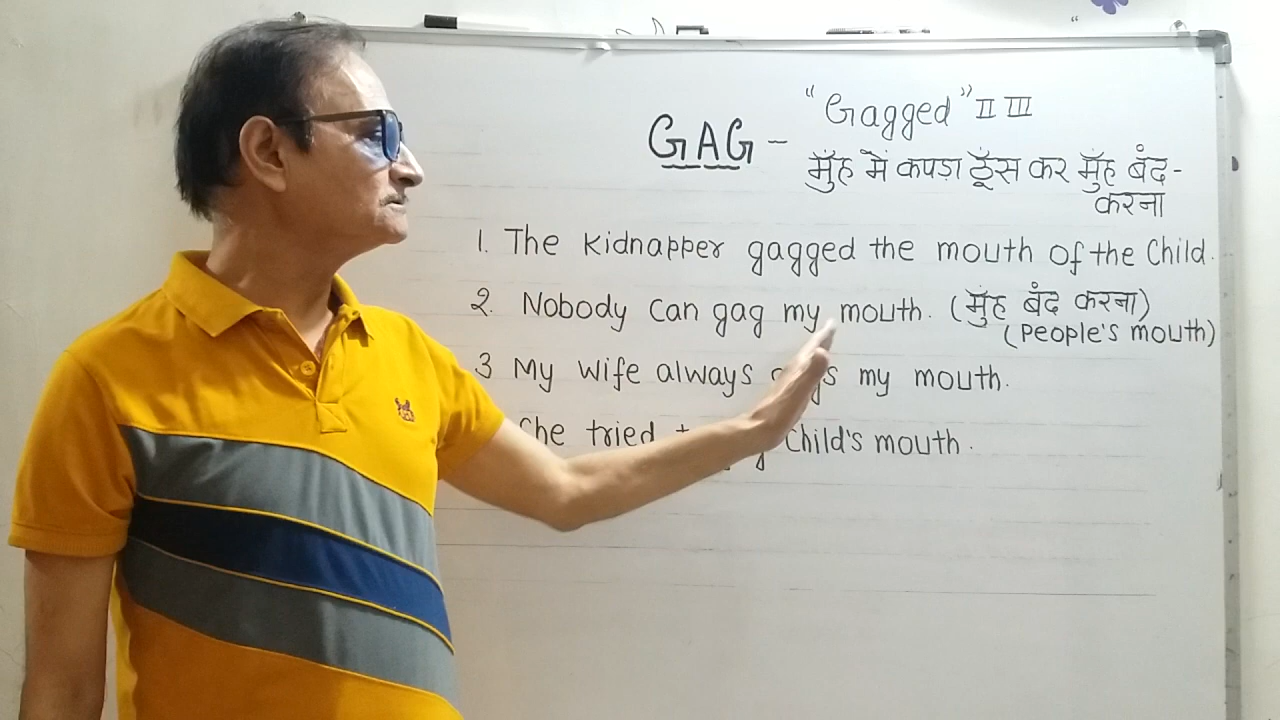 "Gagged" II III
GAG -
मुँह में कपड़ा ठूँस कर मुँह बंद -
करना
1. The Kidnapper gagged the mouth of the Child.
2. Nobody Can gag my mouth. (मुंह बंद करना)
(People's mouth)
3 My wife always my mouth.
tried Child's mouth.